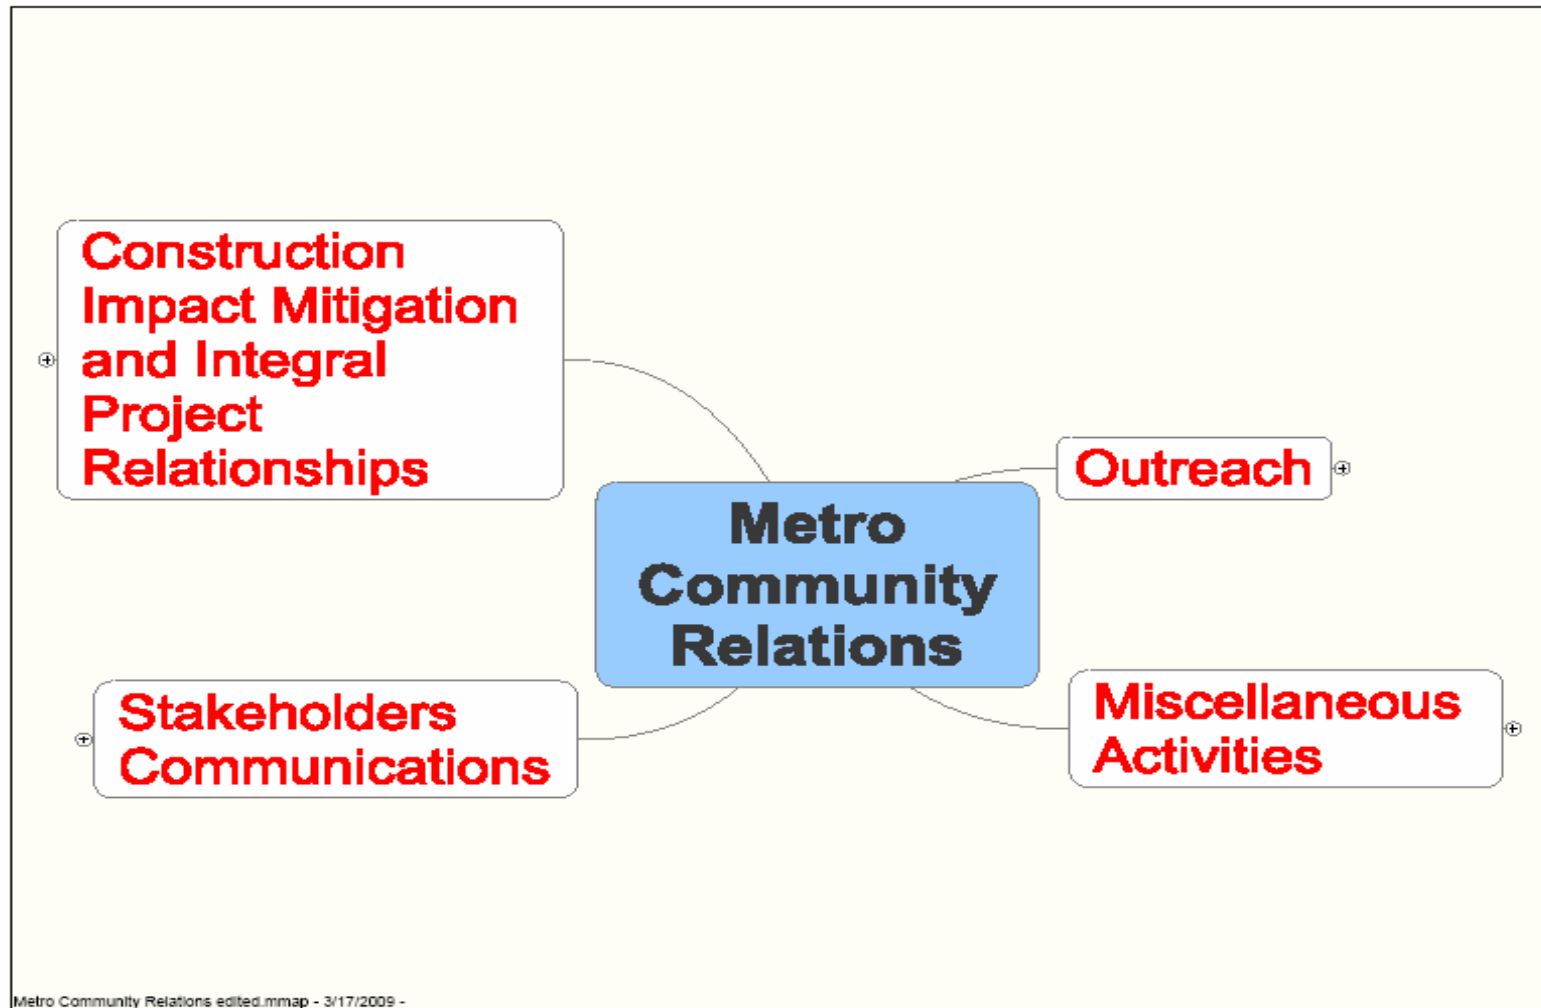 Construction
Impact Mitigation
and Integral
Project
Relationships
Outreach
Metro
Community
Relations
Stakeholders
Communications
Miscellaneous
Activities
Metro Community Relations edited.mmap - 3/17/2009 -